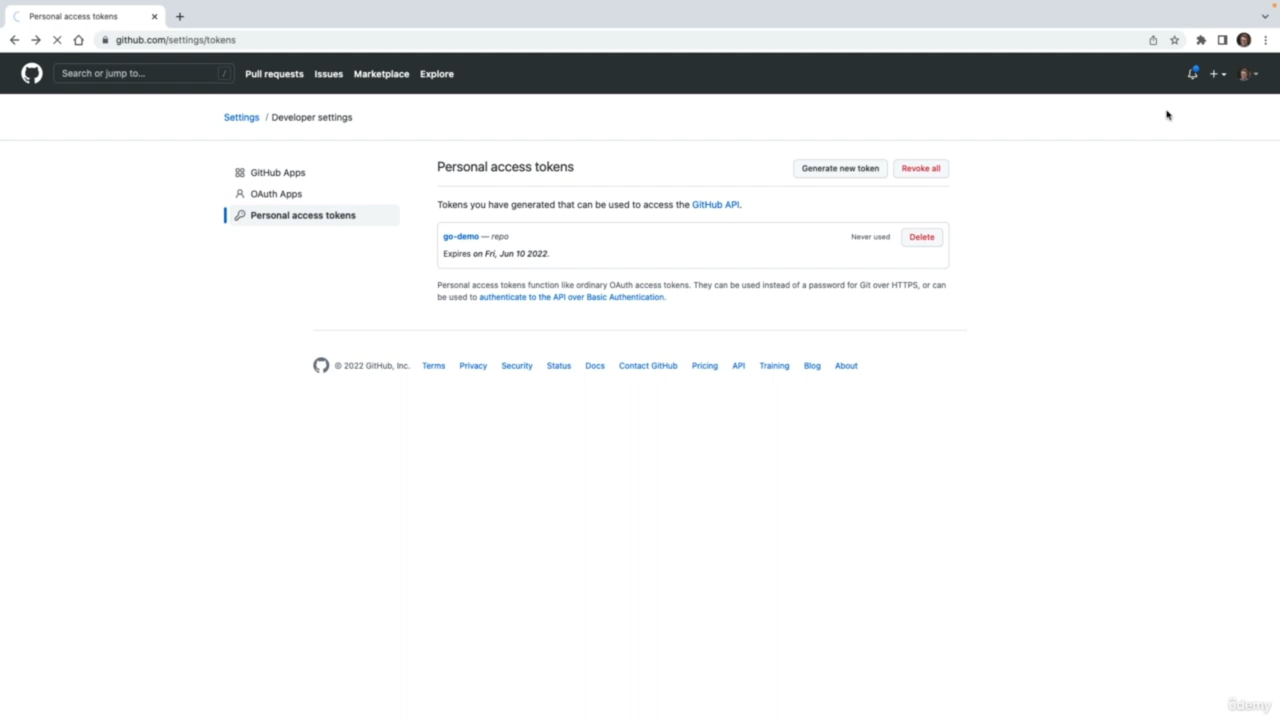 Personal access tokens
github.com/settings/tokens
Search or jump to... /
Pull requests Issues Marketplace Explore
Settings / Developer settings
GitHub Apps
OAuth Apps
Personal access tokens
Personal access tokens
Generate new token Revoke all
Tokens you have generated that can be used to access the GitHub API.
go-demo — repo Never used Delete
Expires on Fri, Jun 10 2022.
Personal access tokens function like ordinary OAuth access tokens. They can be used instead of a password for Git over HTTPS, or can
be used to authenticate to the API over Basic Authentication.
© 2022 GitHub, Inc. Terms Privacy Security Status Docs Contact GitHub Pricing API Training Blog About
ûdemy